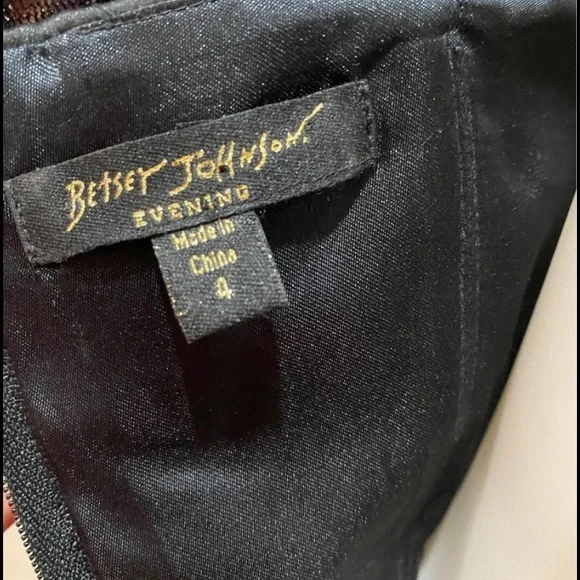 BETSEY JOHNSON.
EVENING
Made in
China
4